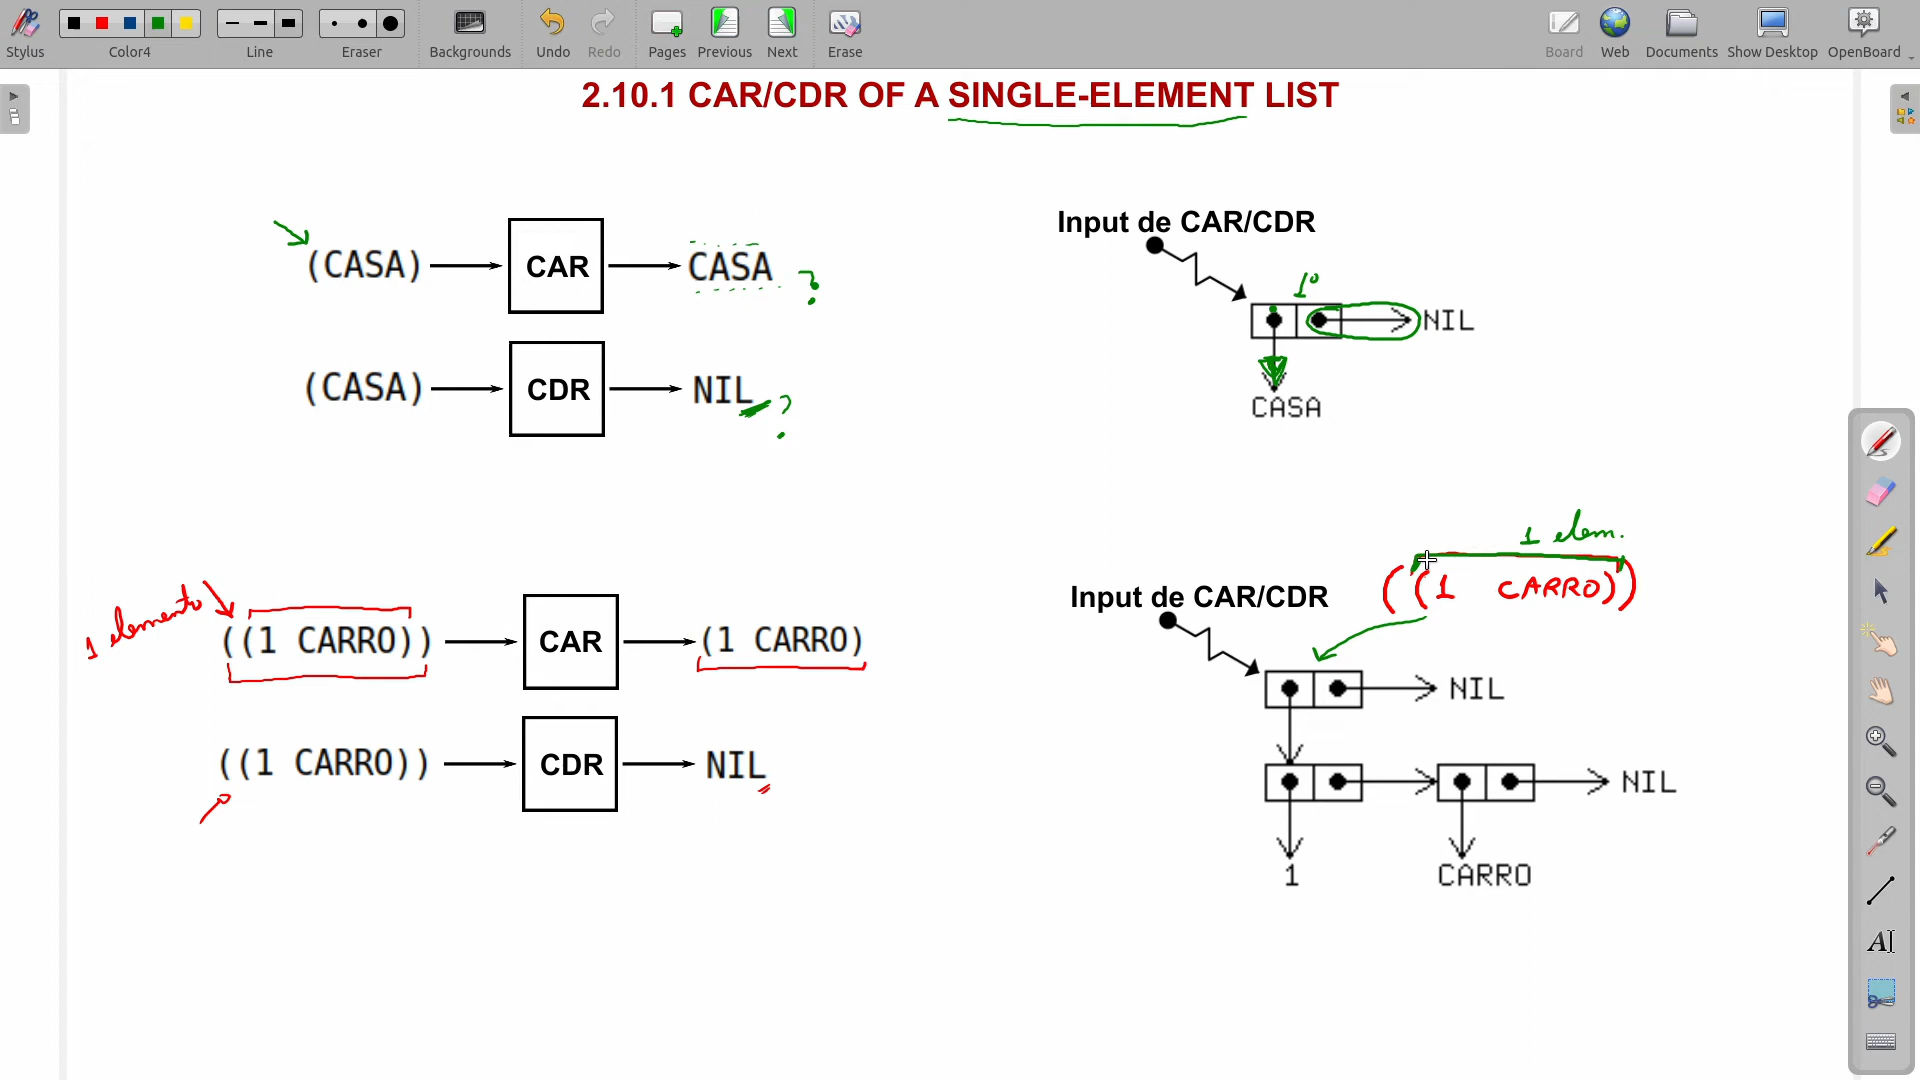 Stylus
Color4
Line
Eraser
Backgrounds
Undo
Redo
Pages
Previous
Next
Erase
Board
Web
Documents
Show Desktop
OpenBoard
2.10.1 CAR/CDR OF A SINGLE-ELEMENT LIST
(CASA) CAR CASA ?
(CASA) CDR NIL ?
Input de CAR/CDR
1º
NIL
CASA
1 elemento
((1 CARRO)) CAR (1 CARRO)
((1 CARRO)) CDR NIL
1 elem.
((1 CARRO))
Input de CAR/CDR
NIL
NIL
1 CARRO